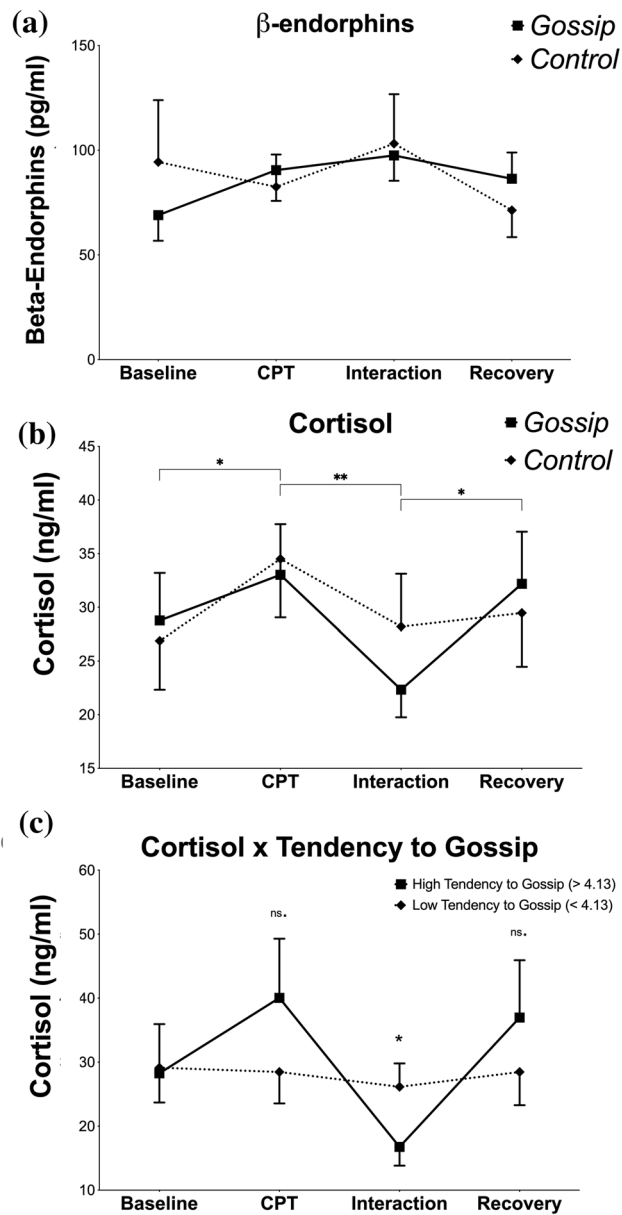 (a)
β-endorphins
Gossip
Control
Beta-Endorphins (pg/ml)
150
100
50
0
Baseline CPT Interaction Recovery
(b)
Cortisol
Gossip
Control
Cortisol (ng/ml)
45
40
35
30
25
20
15
* ** *
Baseline CPT Interaction Recovery
(c)
Cortisol x Tendency to Gossip
High Tendency to Gossip (> 4.13)
Low Tendency to Gossip (< 4.13)
Cortisol (ng/ml)
60
50
40
30
20
10
ns.
*
ns.
Baseline CPT Interaction Recovery